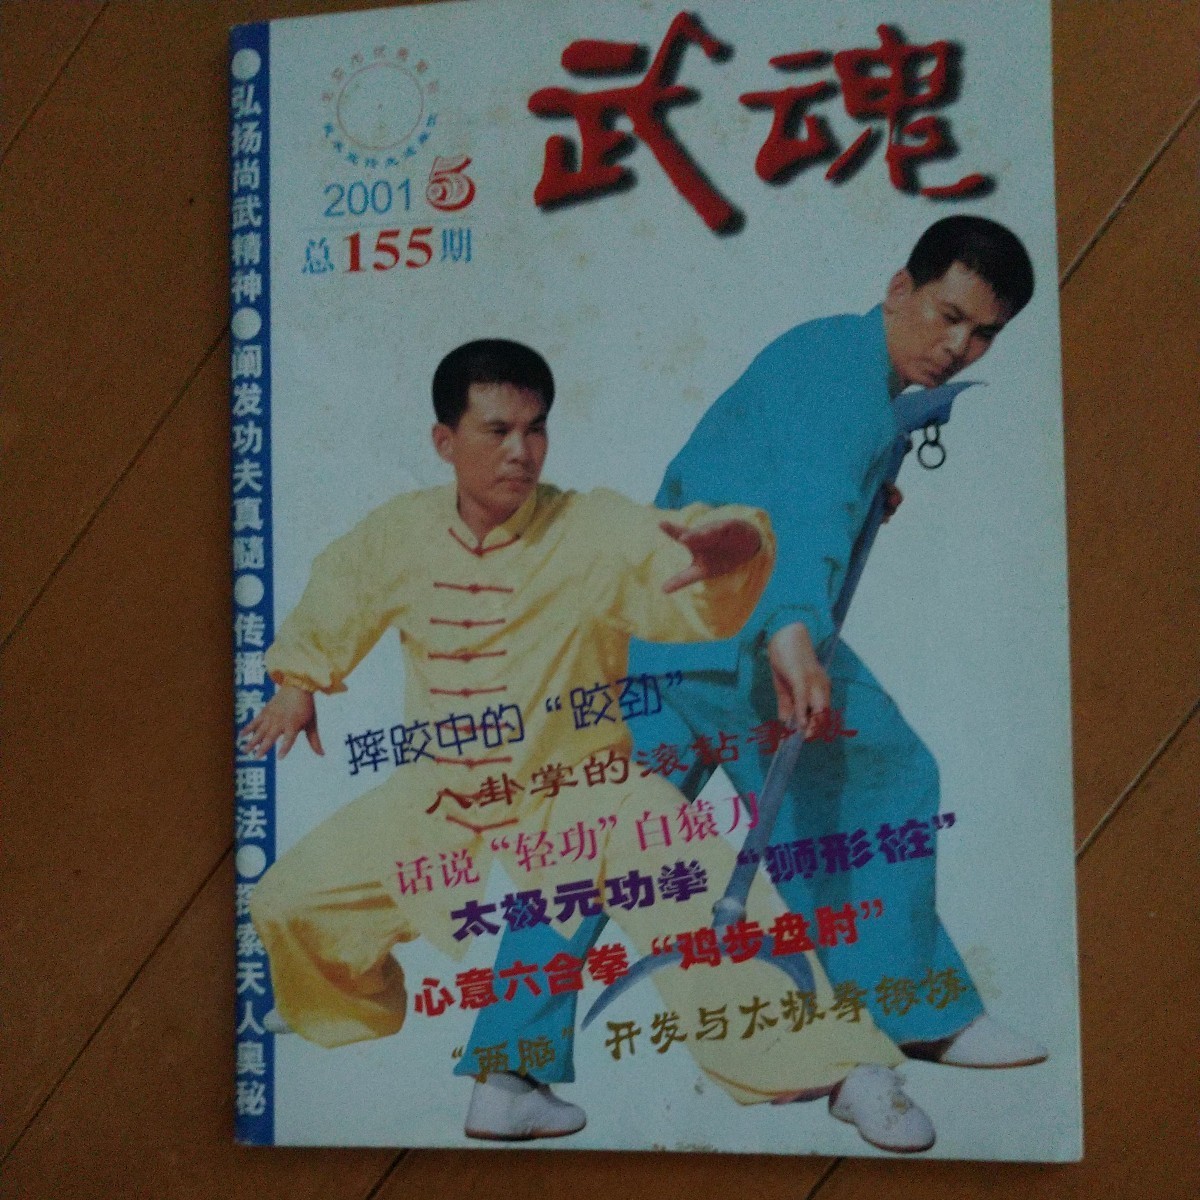 武魂
2001 5
总155期
●弘扬尚武精神●阐发功夫真髓●传播养生理法●探索天人奥秘
摔跤中的“跤劲”
八卦掌的滚钻手法
话说“轻功”白猿刀
太极元功拳“狮形桩”
心意六合拳“鸡步盘肘”
“两脑”开发与太极拳锻炼